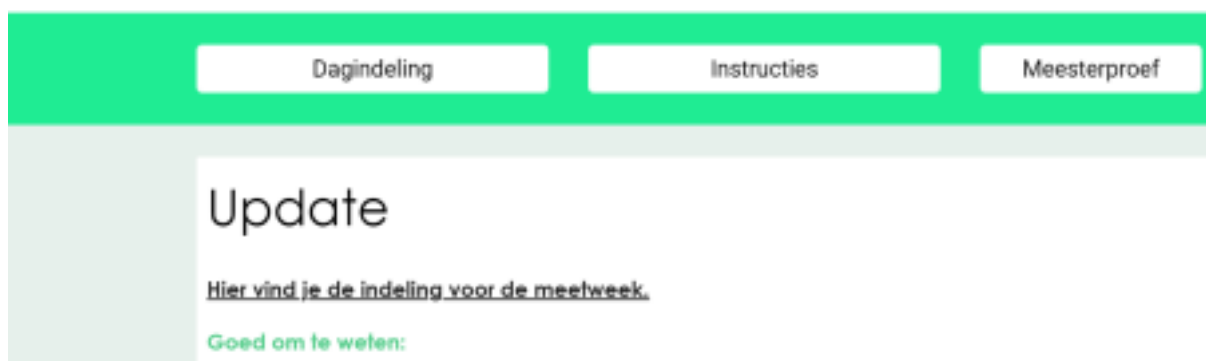 Dagindeling Instructies Meesterproef
Update
Hier vind je de indeling voor de meetweek.
Goed om te weten: